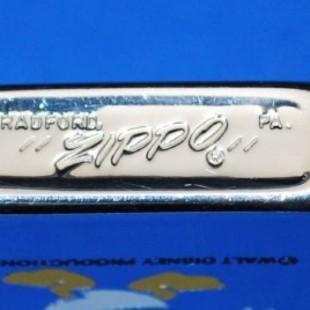 RADFORD. PA.
ZIPPO®
©WALT DISNEY PRODUCTION